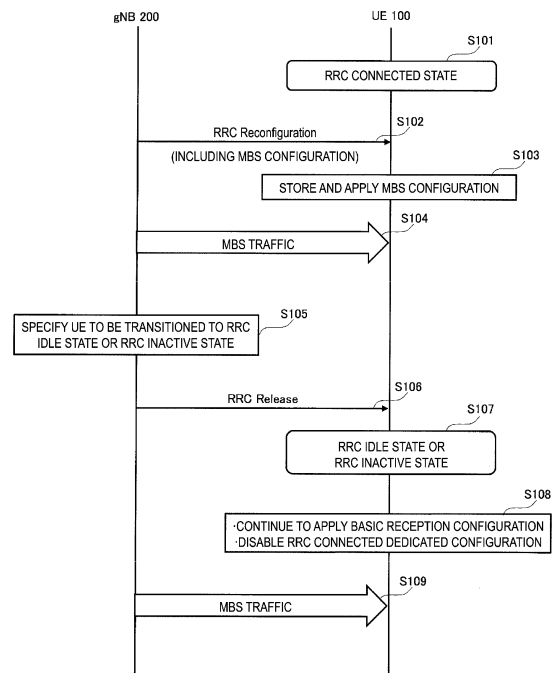 gNB 200
UE 100
S101
RRC CONNECTED STATE
S102
RRC Reconfiguration
(INCLUDING MBS CONFIGURATION)
S103
STORE AND APPLY MBS CONFIGURATION
S104
MBS TRAFFIC
S105
SPECIFY UE TO BE TRANSITIONED TO RRC
IDLE STATE OR RRC INACTIVE STATE
S106
RRC Release
S107
RRC IDLE STATE OR
RRC INACTIVE STATE
S108
·CONTINUE TO APPLY BASIC RECEPTION CONFIGURATION
·DISABLE RRC CONNECTED DEDICATED CONFIGURATION
S109
MBS TRAFFIC